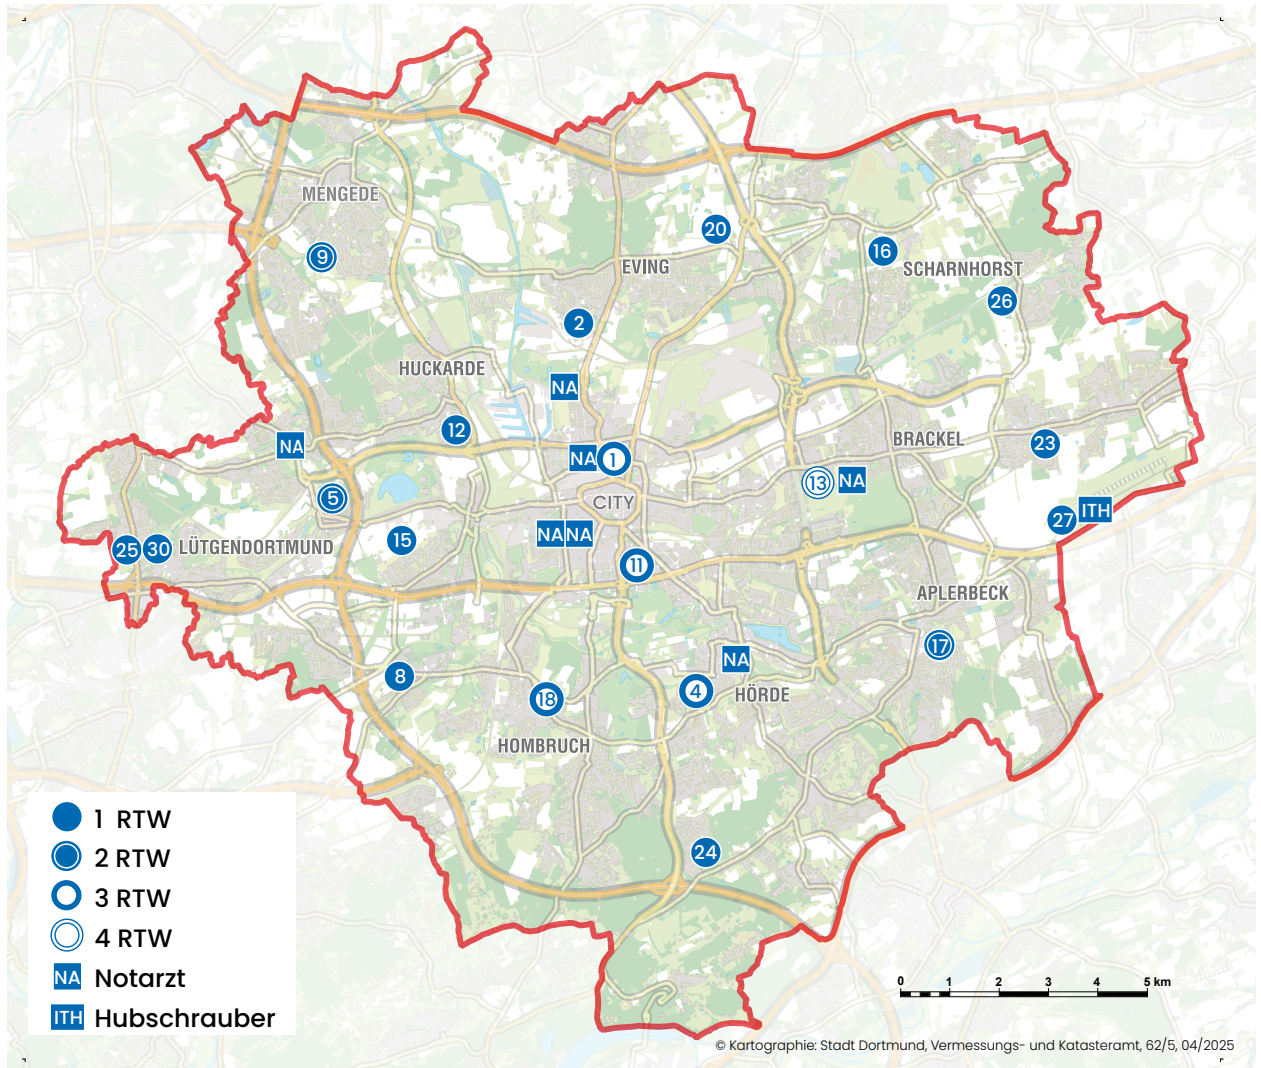 MENGEDE
20
16
9
EVING
SCHARNHORST
26
2
HUCKARDE
NA
12
BRACKEL
23
NA
NA
1
13
NA
5
CITY
ITH
27
NA
NA
15
25
30
LÜTGENDORTMUND
11
APLERBECK
17
NA
8
4
18
HÖRDE
HOMBRUCH
24
1 RTW
2 RTW
3 RTW
4 RTW
NA Notarzt
ITH Hubschrauber
0 1 2 3 4 5 km
© Kartographie: Stadt Dortmund, Vermessungs- und Katasteramt, 62/5, 04/2025